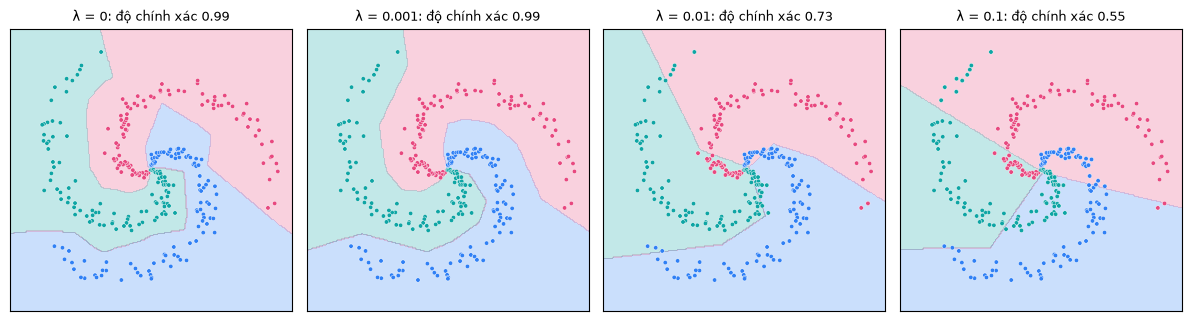 λ = 0: độ chính xác 0.99
λ = 0.001: độ chính xác 0.99
λ = 0.01: độ chính xác 0.73
λ = 0.1: độ chính xác 0.55